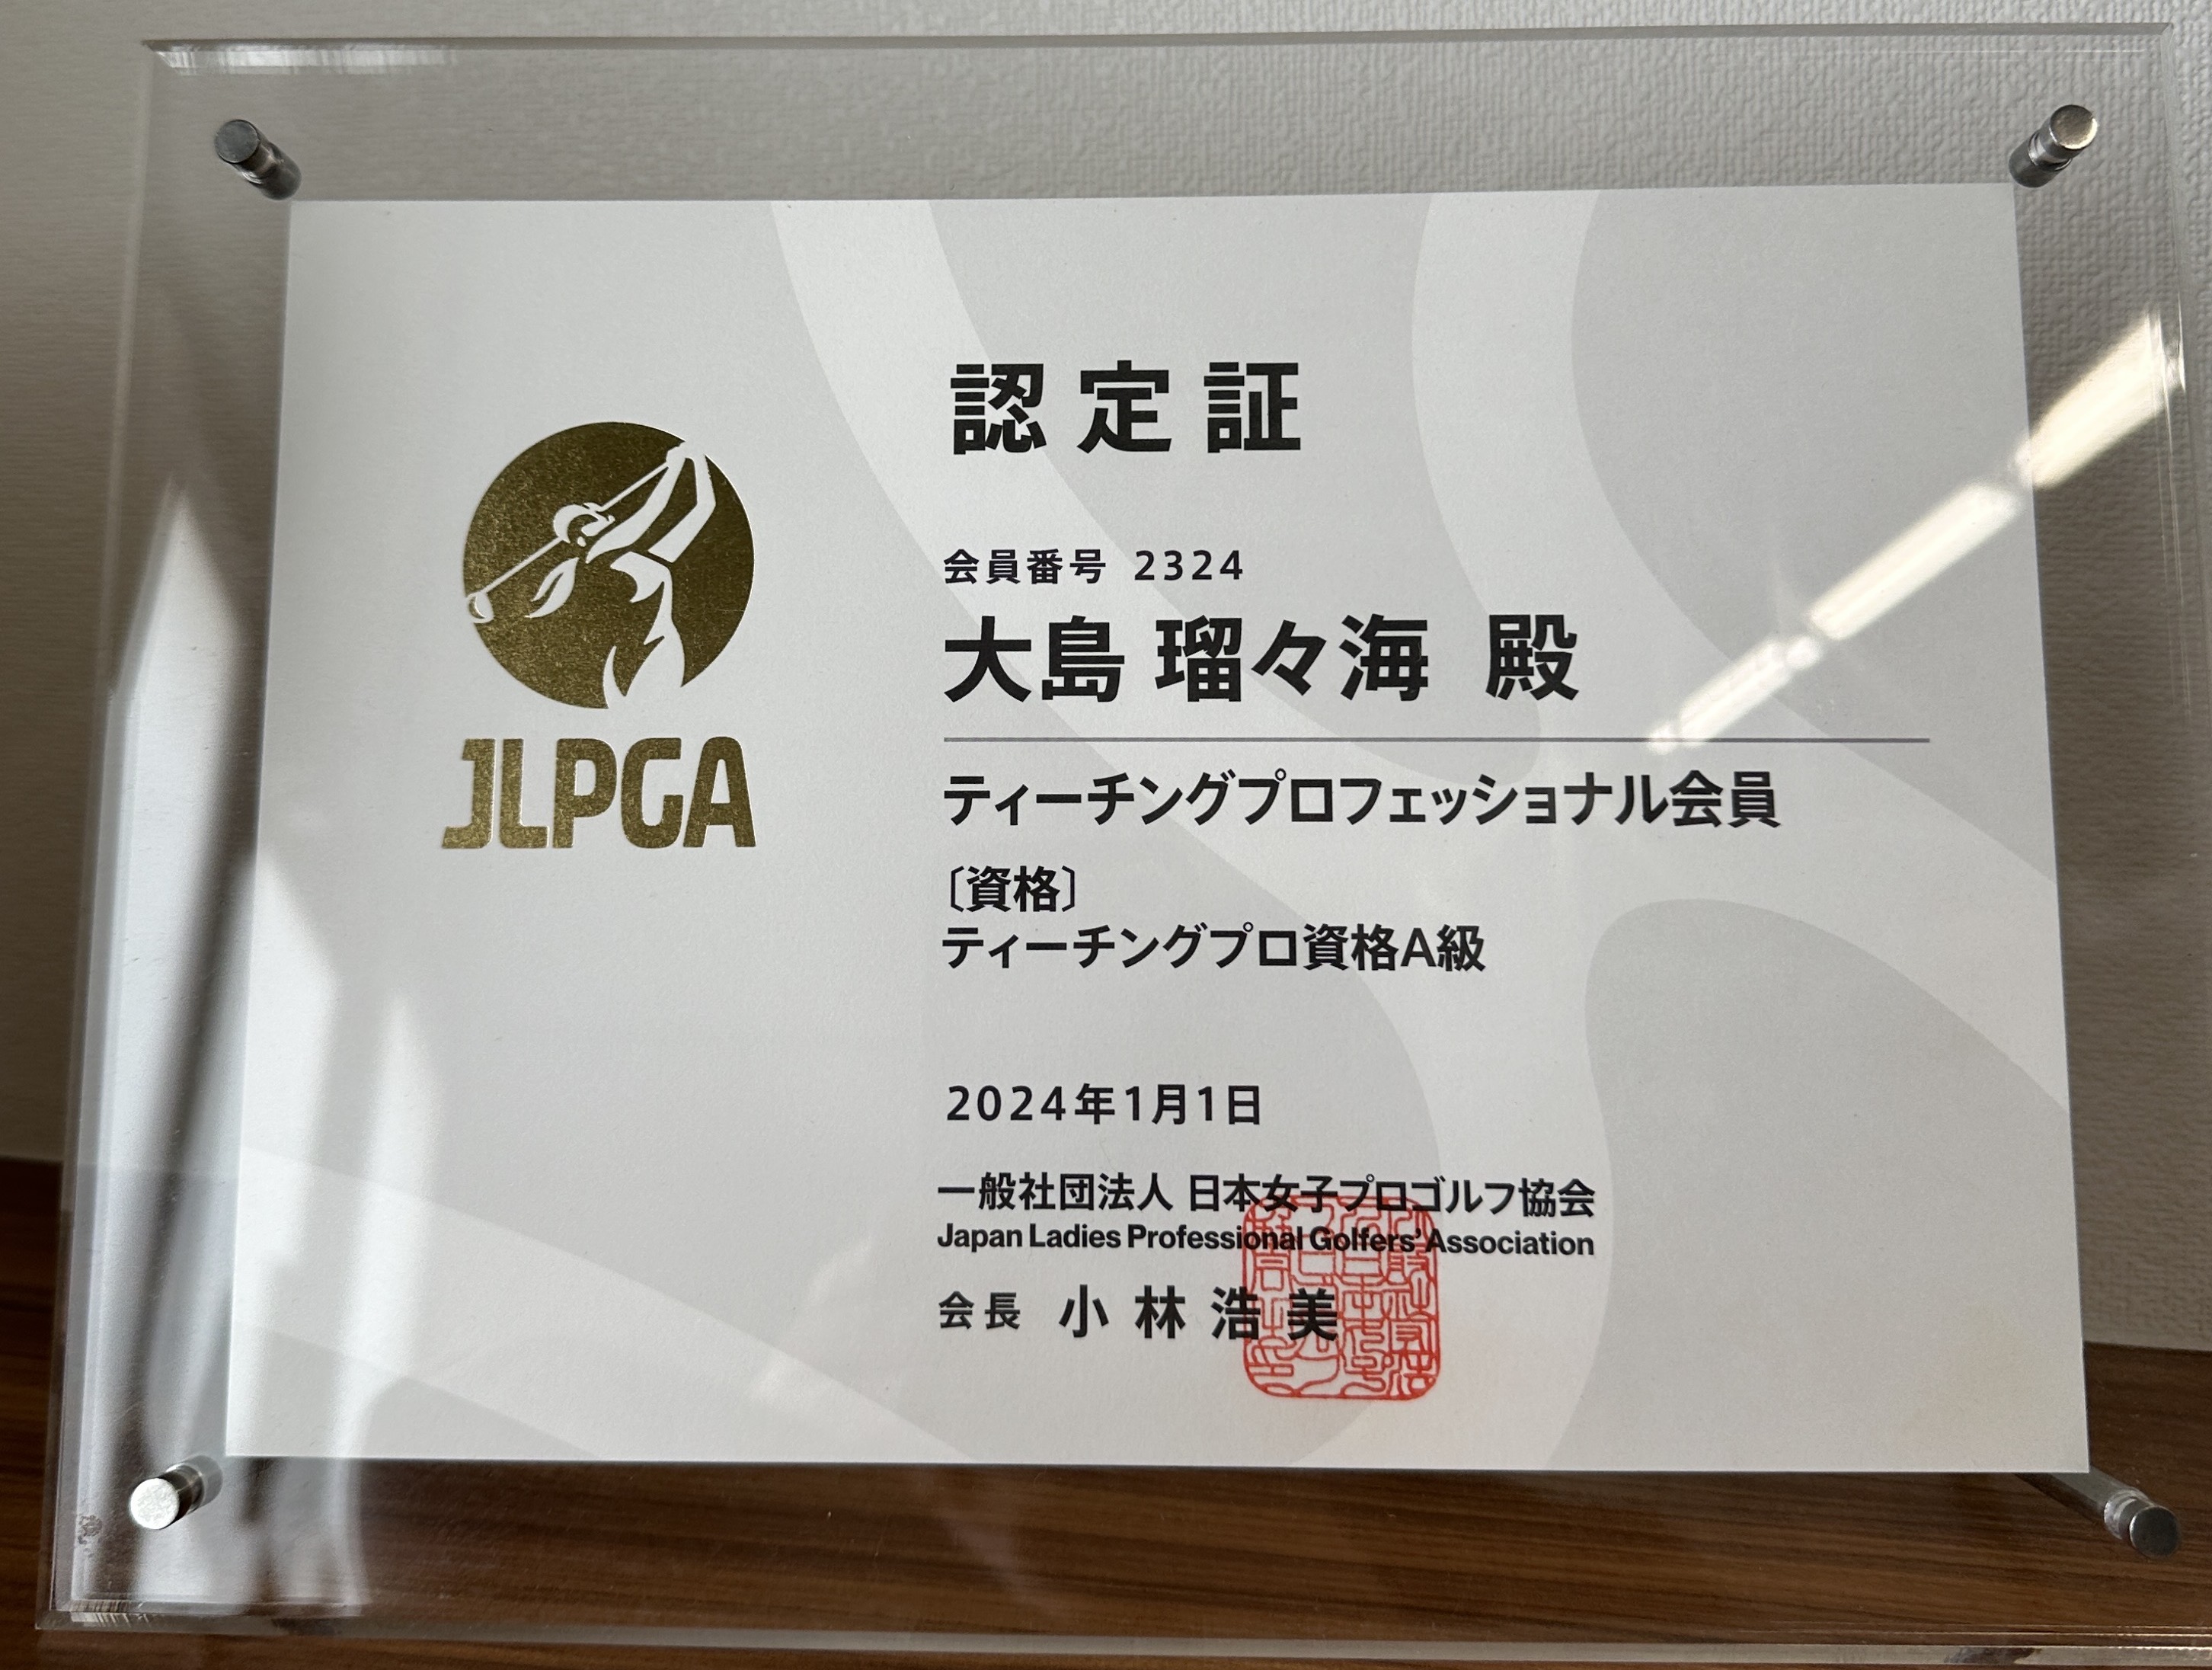 認定証
会員番号 2324
大島 瑠々海 殿
ティーチングプロフェッショナル会員
〔資格〕
ティーチングプロ資格A級
2024年1月1日
一般社団法人 日本女子プロゴルフ協会
Japan Ladies Professional Golfers' Association
会長 小林浩美
JLPGA